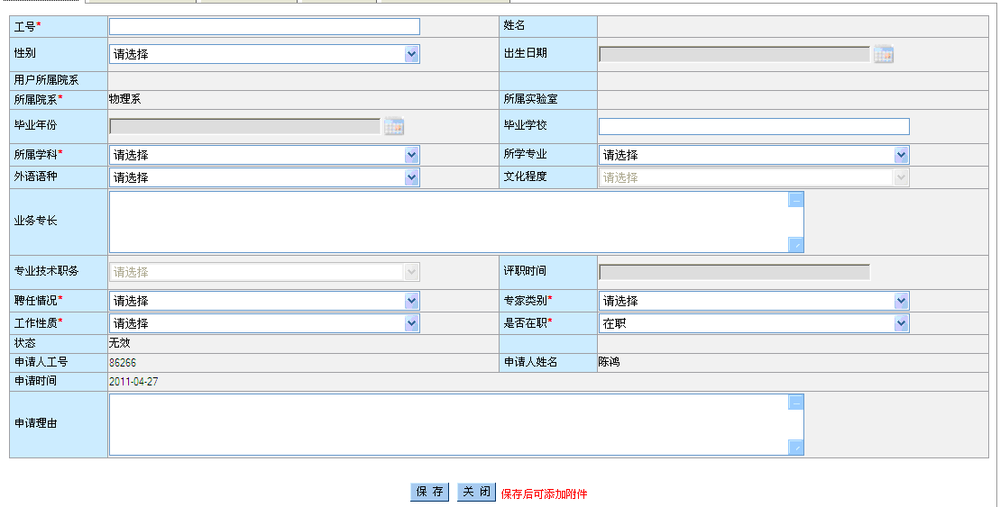 工号* 姓名
性别 请选择 出生日期
用户所属院系
所属院系* 物理系 所属实验室
毕业年份 毕业学校
所属学科* 请选择 所学专业 请选择
外语语种 请选择 文化程度 请选择
业务专长
专业技术职务 请选择 评职时间
聘任情况* 请选择 专家类别* 请选择
工作性质* 请选择 是否在职* 在职
状态 无效
申请人工号 86266 申请人姓名 陈鸿
申请时间 2011-04-27
申请理由
保 存 关 闭 保存后可添加附件